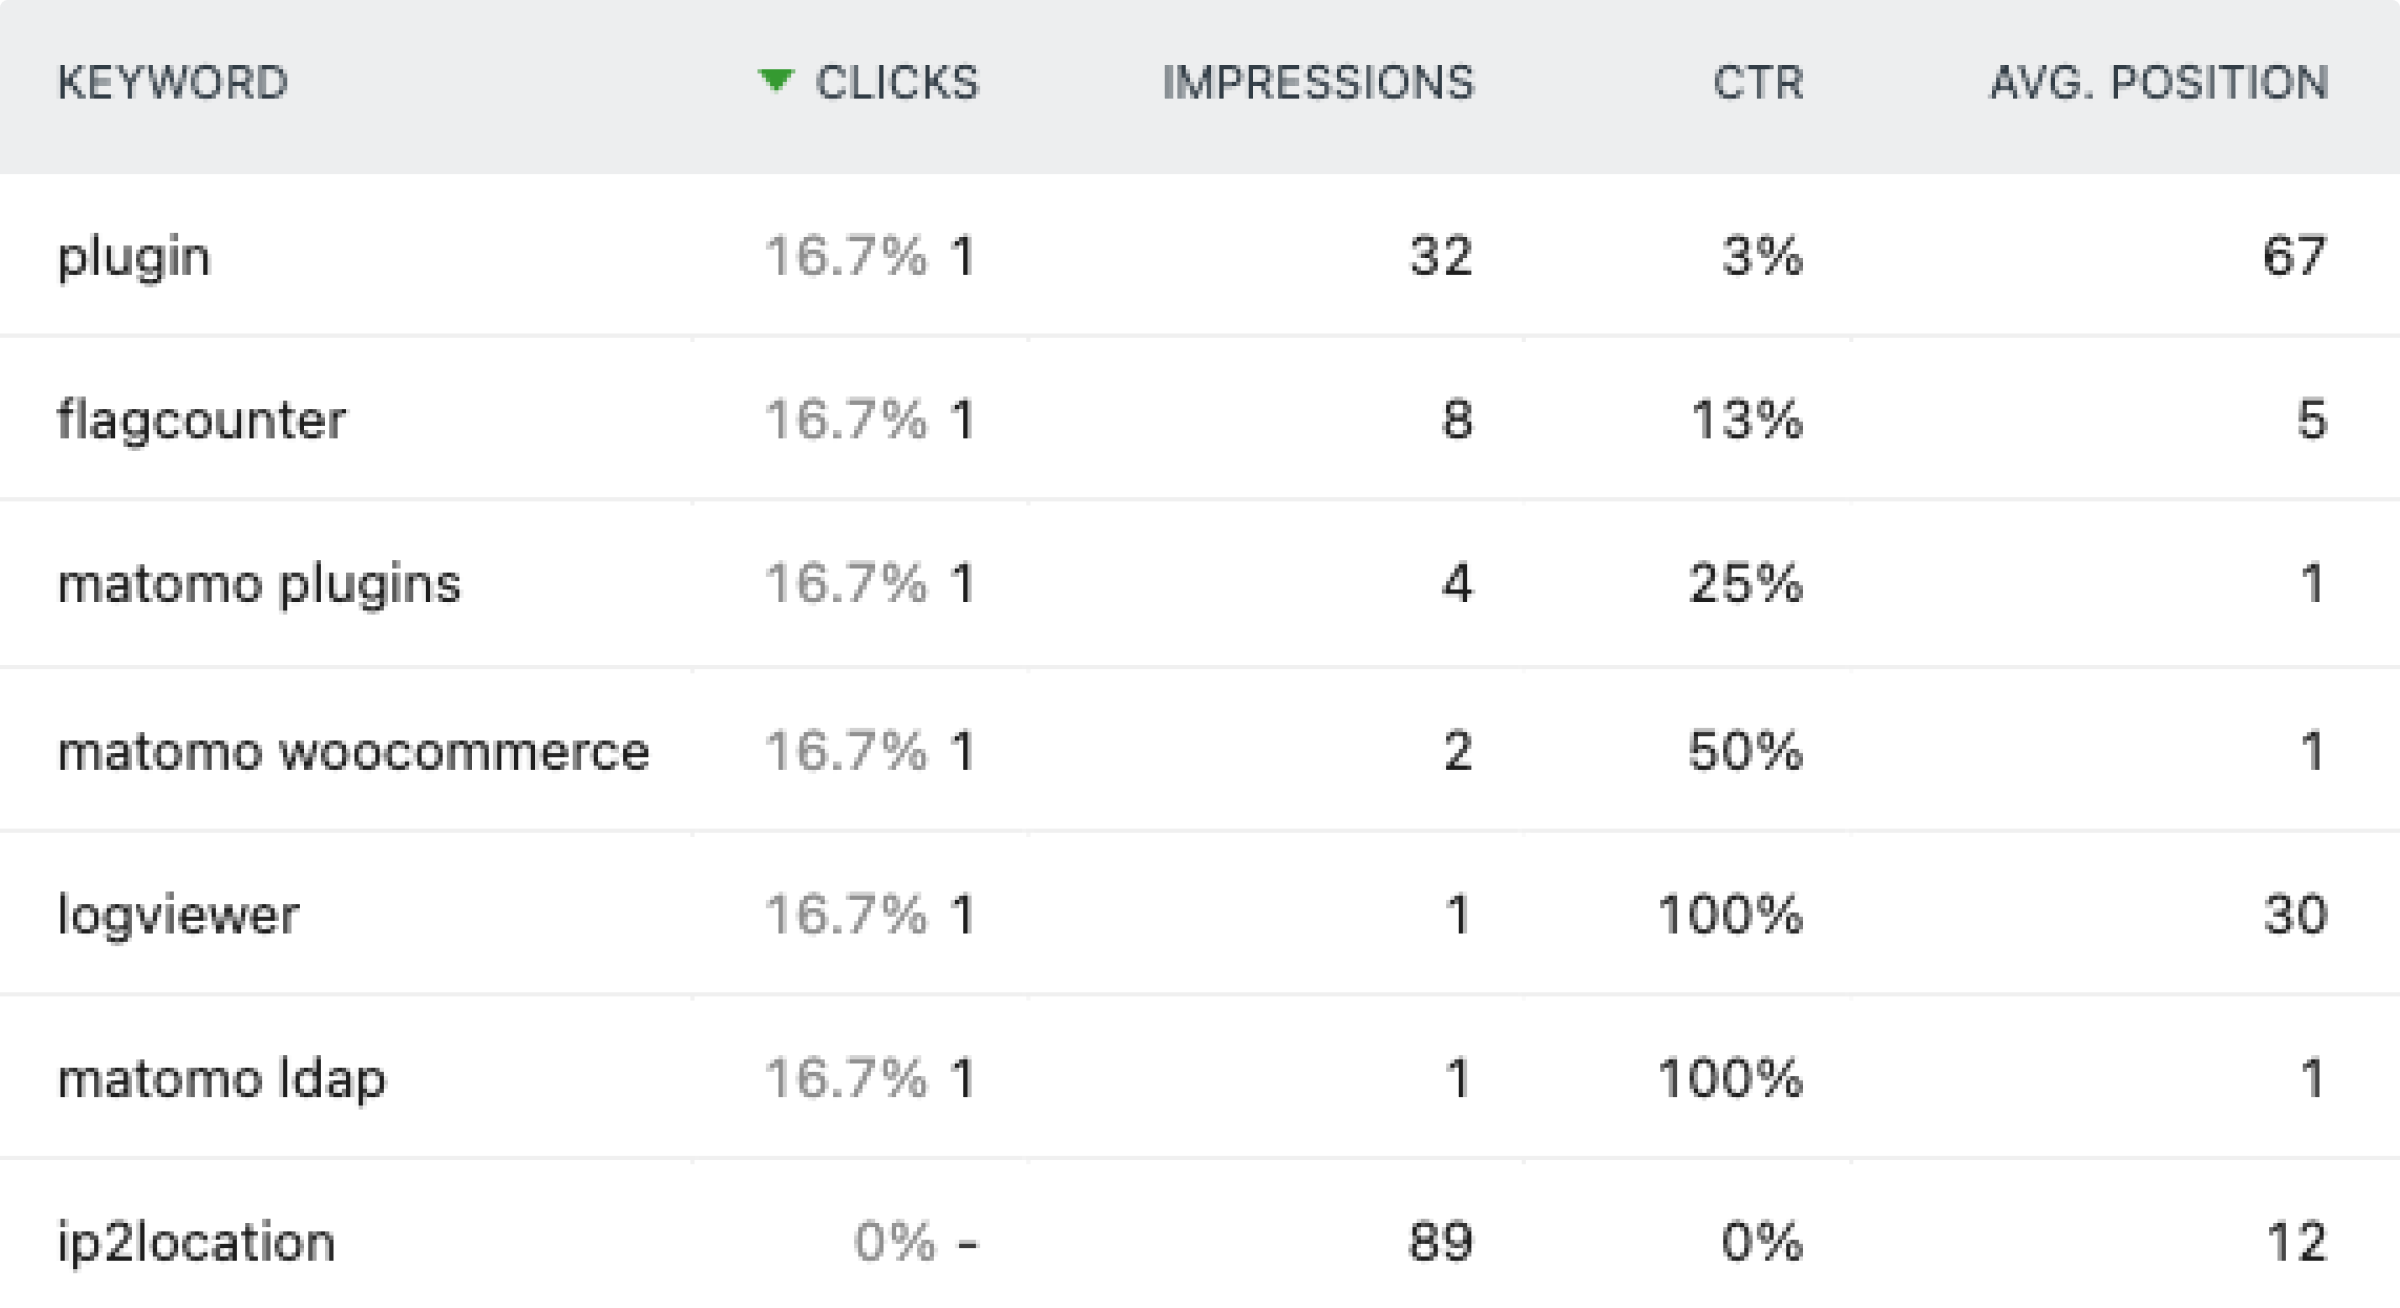 KEYWORD CLICKS IMPRESSIONS CTR AVG. POSITION
plugin 16.7% 1 32 3% 67
flagcounter 16.7% 1 8 13% 5
matomo plugins 16.7% 1 4 25% 1
matomo woocommerce 16.7% 1 2 50% 1
logviewer 16.7% 1 1 100% 30
matomo ldap 16.7% 1 1 100% 1
ip2location 0% - 89 0% 12